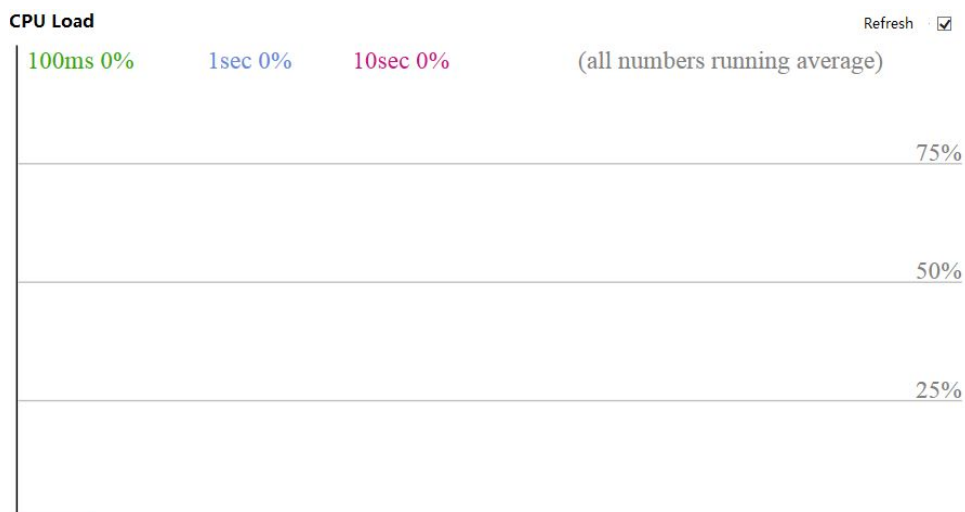 CPU Load
Refresh
100ms 0% 1sec 0% 10sec 0% (all numbers running average)
75%
50%
25%